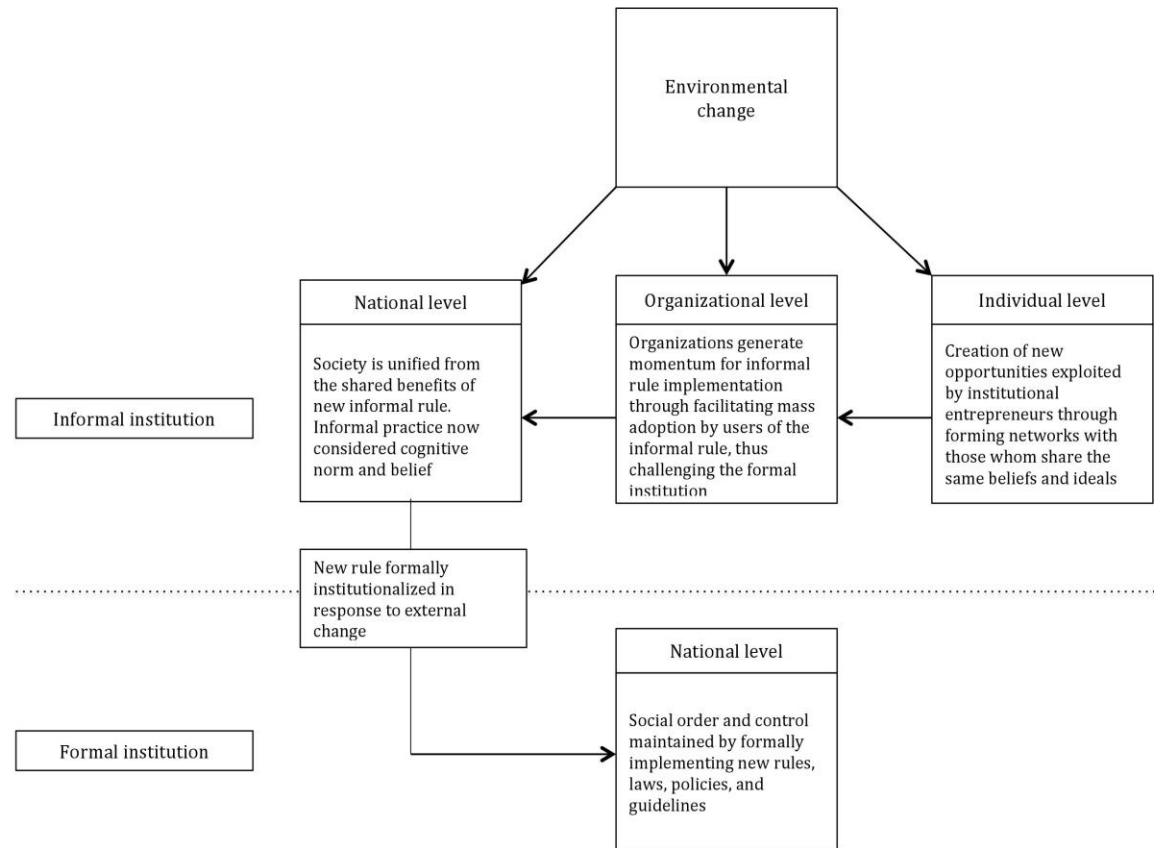 Environmental
change
National level
Society is unified from
the shared benefits of
new informal rule.
Informal practice now
considered cognitive
norm and belief
Organizational level
Organizations generate
momentum for informal
rule implementation
through facilitating mass
adoption by users of the
informal rule, thus
challenging the formal
institution
Individual level
Creation of new
opportunities exploited
by institutional
entrepreneurs through
forming networks with
those whom share the
same beliefs and ideals
Informal institution
New rule formally
institutionalized in
response to external
change
National level
Social order and control
maintained by formally
implementing new rules,
laws, policies, and
guidelines
Formal institution